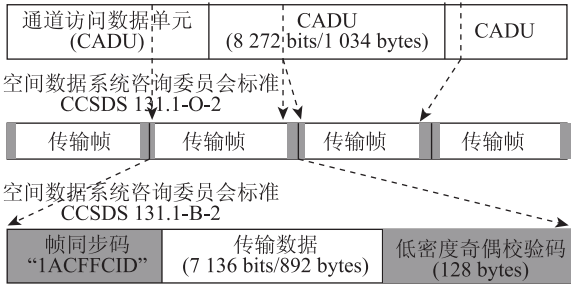 通道访问数据单元
(CADU)
CADU
(8 272 bits/1 034 bytes)
CADU
空间数据系统咨询委员会标准
CCSDS 131.1-O-2
传输帧
传输帧
传输帧
传输帧
空间数据系统咨询委员会标准
CCSDS 131.1-B-2
帧同步码
“1ACFFCID”
传输数据
(7 136 bits/892 bytes)
低密度奇偶校验码
(128 bytes)